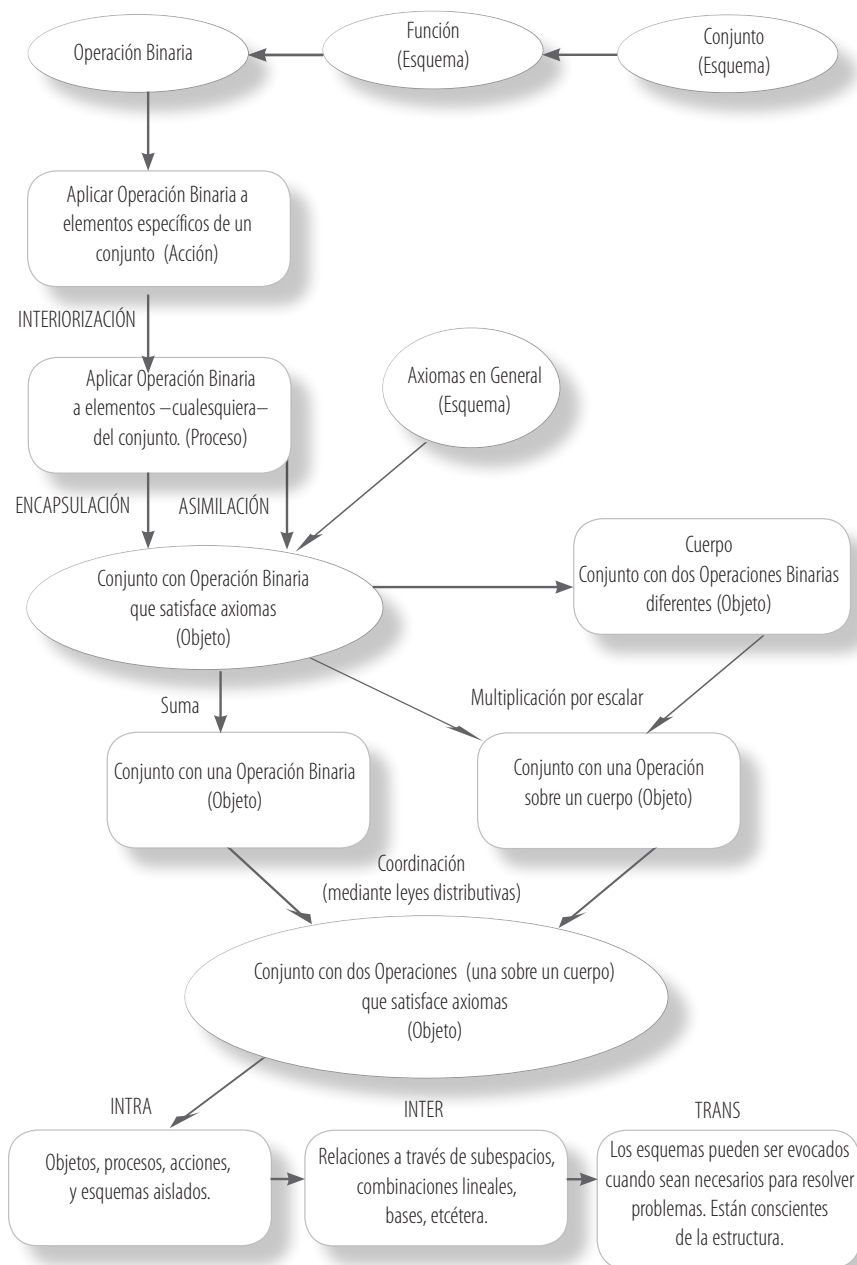 Operación Binaria
Función
(Esquema)
Conjunto
(Esquema)
Aplicar Operación Binaria a
elementos específicos de un
conjunto (Acción)
INTERIORIZACIÓN
Aplicar Operación Binaria
a elementos –cualesquiera–
del conjunto. (Proceso)
Axiomas en General
(Esquema)
ENCAPSULACIÓN
ASIMILACIÓN
Conjunto con Operación Binaria
que satisface axiomas
(Objeto)
Cuerpo
Conjunto con dos Operaciones Binarias
diferentes (Objeto)
Suma
Multiplicación por escalar
Conjunto con una Operación Binaria
(Objeto)
Conjunto con una Operación
sobre un cuerpo (Objeto)
Coordinación
(mediante leyes distributivas)
Conjunto con dos Operaciones (una sobre un cuerpo)
que satisface axiomas
(Objeto)
INTRA
INTER
TRANS
Objetos, procesos, acciones,
y esquemas aislados.
Relaciones a través de subespacios,
combinaciones lineales,
bases, etcétera.
Los esquemas pueden ser evocados
cuando sean necesarios para resolver
problemas. Están conscientes
de la estructura.